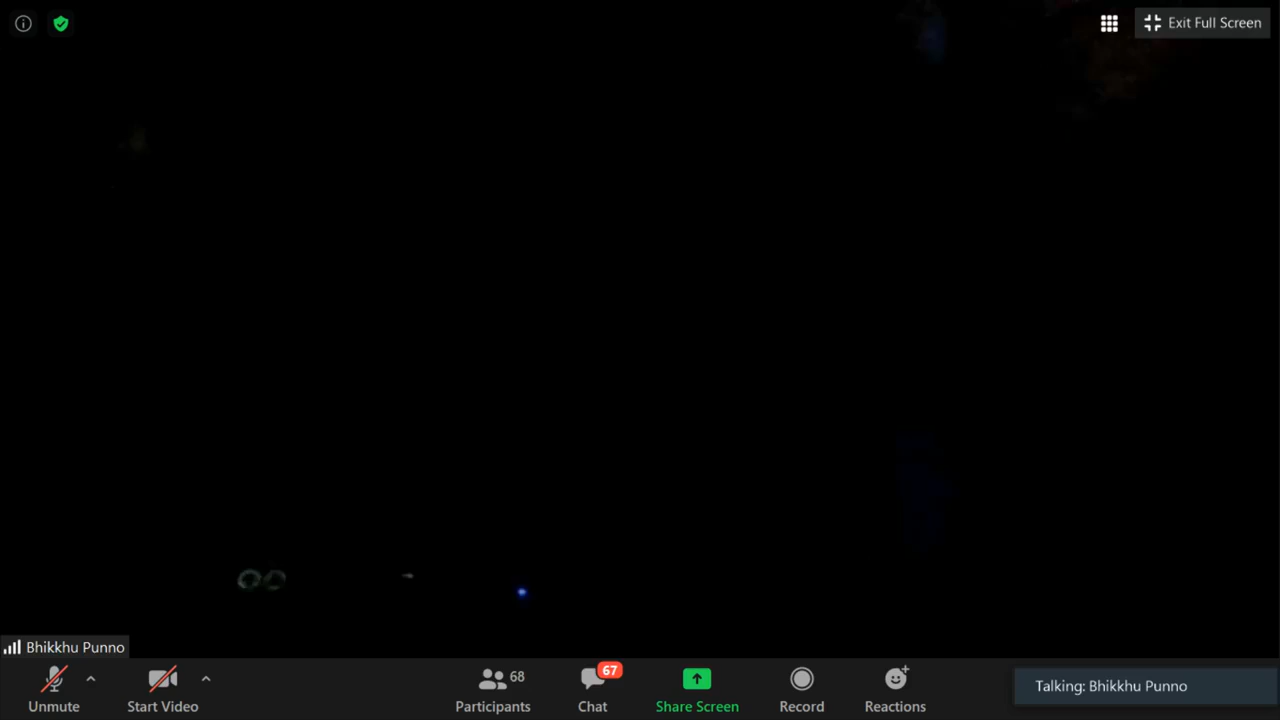 Exit Full Screen
Bhikkhu Punno
Unmute
Start Video
68
Participants
67
Chat
Share Screen
Record
Reactions
Talking: Bhikkhu Punno